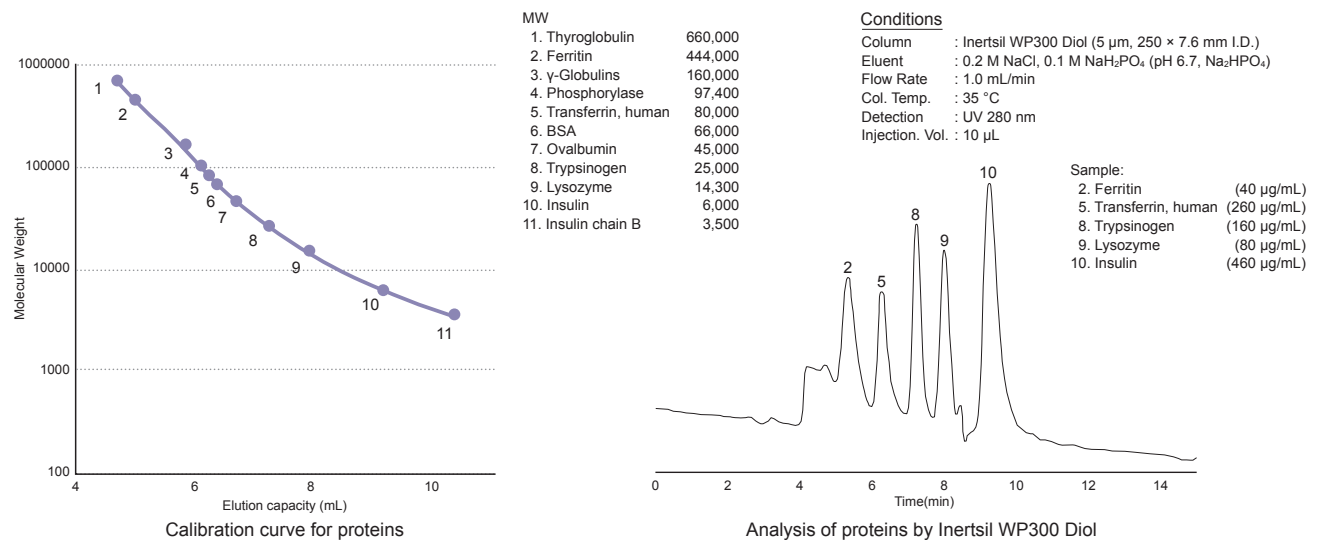 MW
1. Thyroglobulin 660,000
2. Ferritin 444,000
3. γ-Globulins 160,000
4. Phosphorylase 97,400
5. Transferrin, human 80,000
6. BSA 66,000
7. Ovalbumin 45,000
8. Trypsinogen 25,000
9. Lysozyme 14,300
10. Insulin 6,000
11. Insulin chain B 3,500
Conditions
Column : Inertsil WP300 Diol (5 μm, 250 × 7.6 mm I.D.)
Eluent : 0.2 M NaCl, 0.1 M NaH₂PO₄ (pH 6.7, Na₂HPO₄)
Flow Rate : 1.0 mL/min
Col. Temp. : 35 °C
Detection : UV 280 nm
Injection. Vol. : 10 μL
Molecular Weight
1000000
100000
10000
1000
100
1
2
3
4
5
6
7
8
9
10
11
4 6 8 10
Elution capacity (mL)
Calibration curve for proteins
Sample:
2. Ferritin (40 μg/mL)
5. Transferrin, human (260 μg/mL)
8. Trypsinogen (160 μg/mL)
9. Lysozyme (80 μg/mL)
10. Insulin (460 μg/mL)
2
5
8
9
10
0 2 4 6 8 10 12 14
Time(min)
Analysis of proteins by Inertsil WP300 Diol